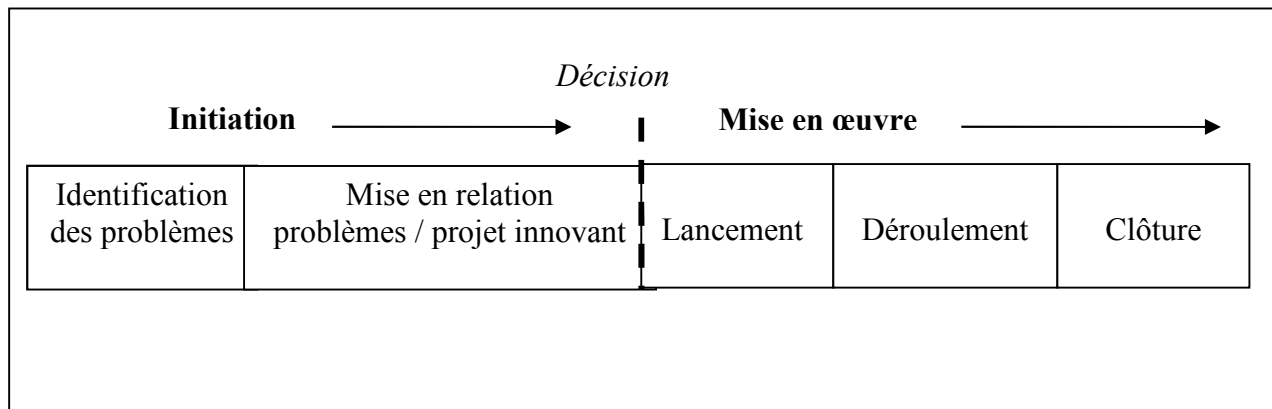 Décision
Initiation
Mise en œuvre
Identification
des problèmes
Mise en relation
problèmes / projet innovant
Lancement
Déroulement
Clôture